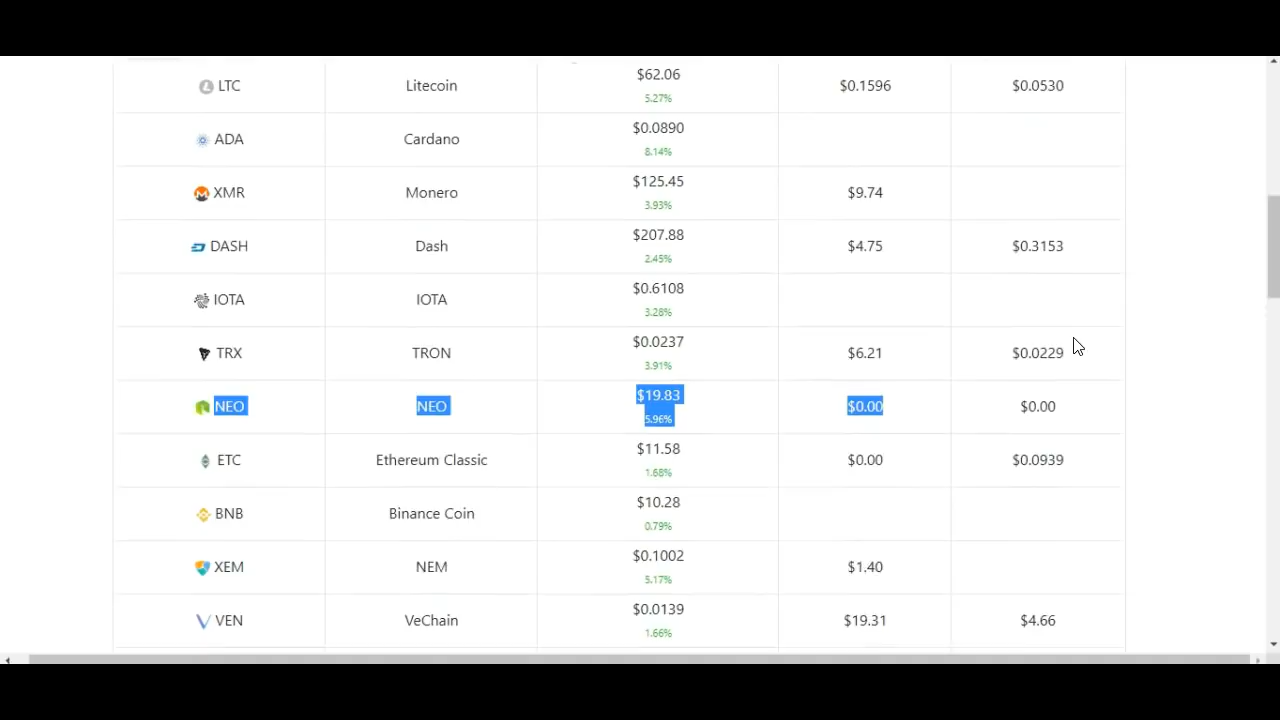 LTC Litecoin $62.06 $0.1596 $0.0530
5.27%
ADA Cardano $0.0890
8.14%
XMR Monero $125.45 $9.74
3.93%
DASH Dash $207.88 $4.75 $0.3153
2.45%
IOTA IOTA $0.6108
3.28%
TRX TRON $0.0237 $6.21 $0.0229
3.91%
NEO NEO $19.83 $0.00 $0.00
5.96%
ETC Ethereum Classic $11.58 $0.00 $0.0939
1.68%
BNB Binance Coin $10.28
0.79%
XEM NEM $0.1002 $1.40
5.17%
VEN VeChain $0.0139 $19.31 $4.66
1.66%